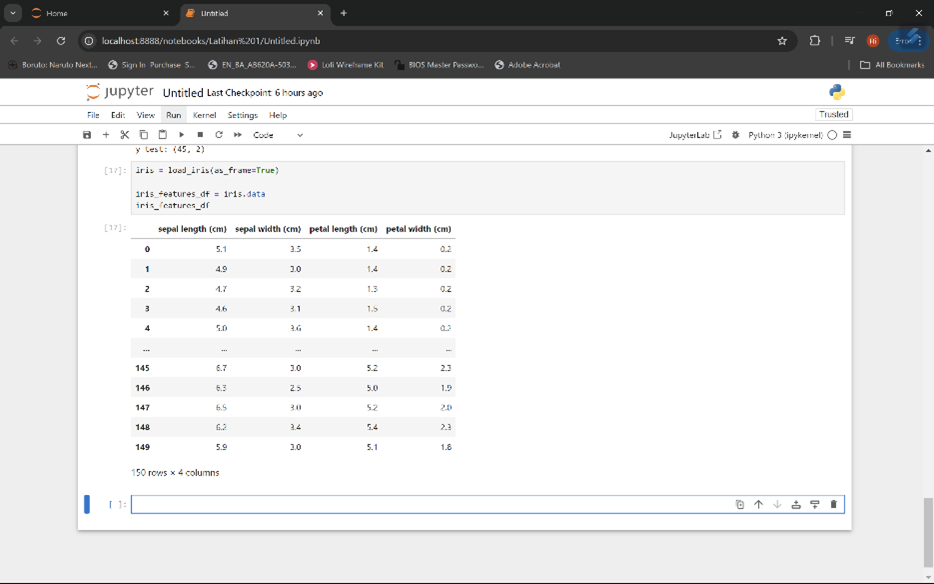 Home
Untitled
localhost:8888/notebooks/Latihan%201/Untitled.ipynb
Hi
Error
Boruto: Naruto Next...
Sign In Purchase S...
EN_BA_AB620A-503...
Lofi Wireframe Kit
BIOS Master Passwo...
Adobe Acrobat
All Bookmarks
jupyter Untitled Last Checkpoint: 6 hours ago
File Edit View Run Kernel Settings Help
Trusted
Code
JupyterLab
Python 3 (ipykernel)
y test: (45, 2)
[17]: iris = load_iris(as_frame=True)
iris_features_df = iris.data
iris_features_df
[17]: sepal length (cm) sepal width (cm) petal length (cm) petal width (cm)
0 5.1 3.5 1.4 0.2
1 4.9 3.0 1.4 0.2
2 4.7 3.2 1.3 0.2
3 4.6 3.1 1.5 0.2
4 5.0 3.6 1.4 0.2
... ... ... ... ...
145 6.7 3.0 5.2 2.3
146 6.3 2.5 5.0 1.9
147 6.5 3.0 5.2 2.0
148 6.2 3.4 5.4 2.3
149 5.9 3.0 5.1 1.8
150 rows × 4 columns
[ ]: